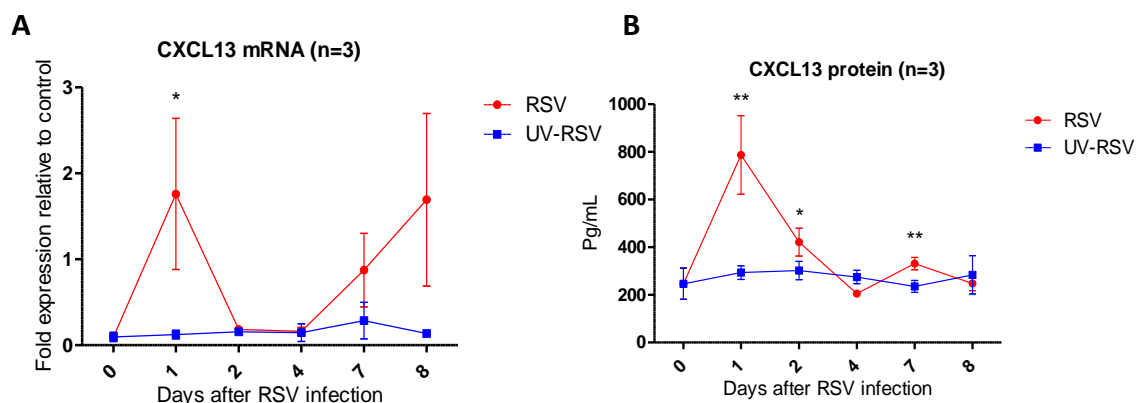 A
CXCL13 mRNA (n=3)
Fold expression relative to control
3
2
1
0
*
RSV
UV-RSV
0 1 2 4 7 8
Days after RSV infection
B
CXCL13 protein (n=3)
Pg/mL
1000
800
600
400
200
0
**
*
**
RSV
UV-RSV
0 1 2 4 7 8
Days after RSV infection